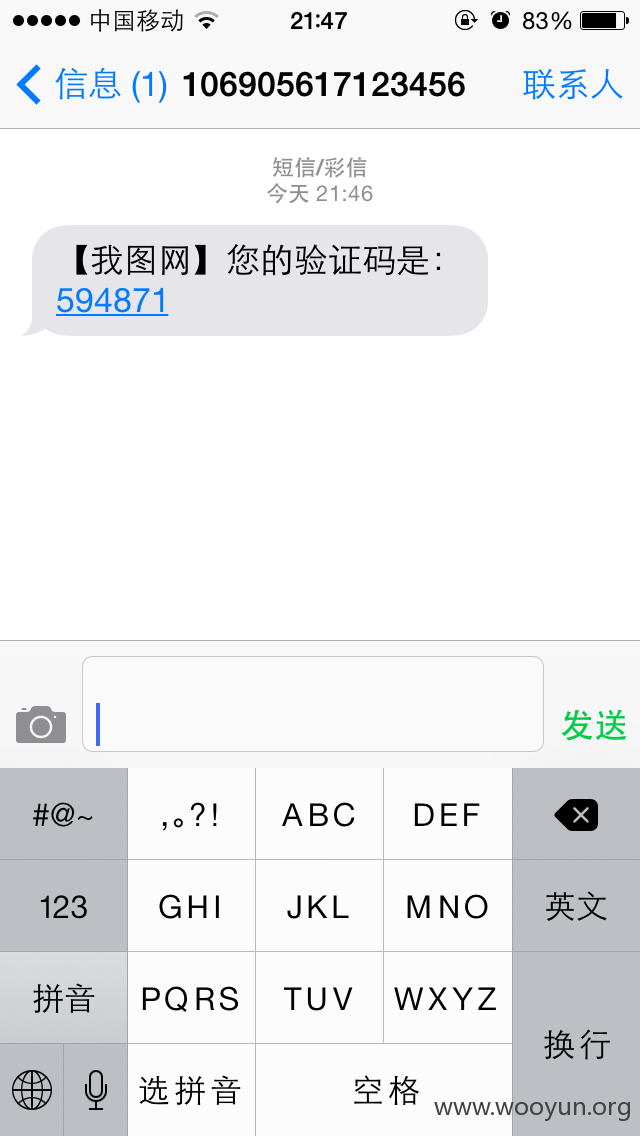 中国移动 21:47 83%
信息 (1) 106905617123456 联系人
短信/彩信
今天 21:46
【我图网】您的验证码是:
594871
发送
#@~ ,。?! ABC DEF
123 GHI JKL MNO 英文
拼音 PQRS TUV WXYZ
换行
选拼音 空格
www.wooyun.org